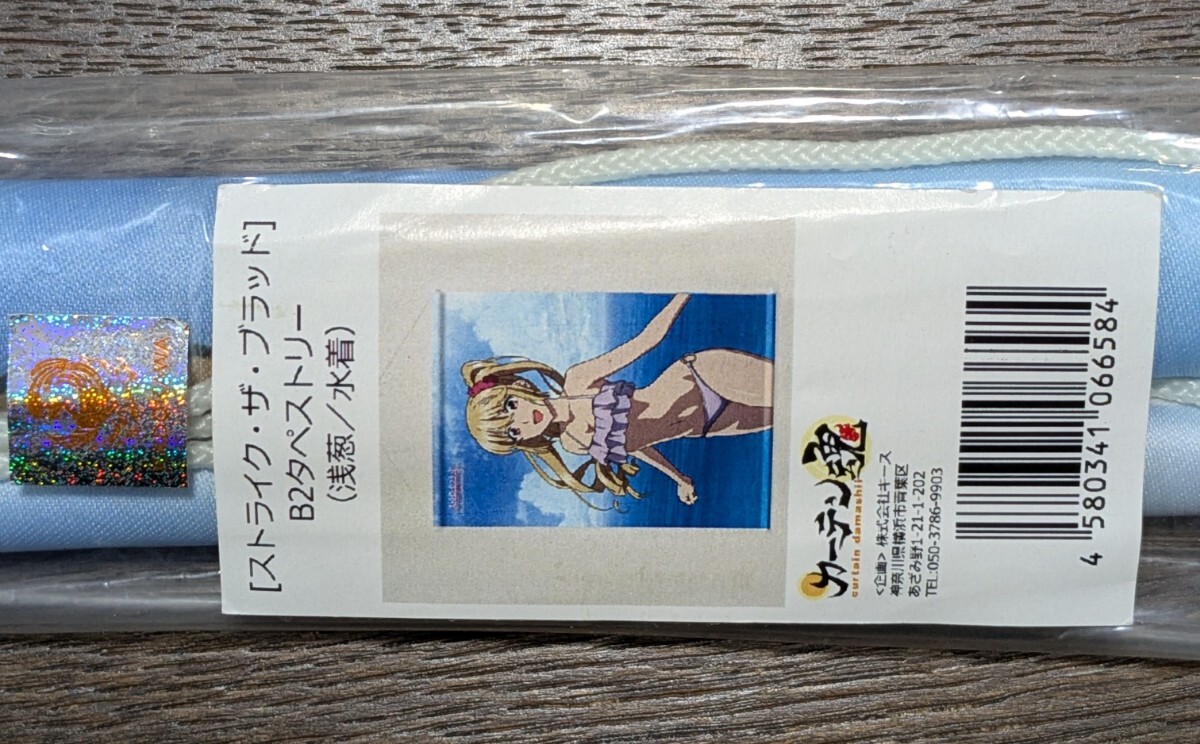 [ストライク・ザ・ブラッド]
B2タペストリー
(浅葱/水着)
カーテン魂
curtain damashii
<企画> 株式会社キース
神奈川県横浜市青葉区
あざみ野1-21-1-202
TEL:050-3786-9903
4 580341 066584